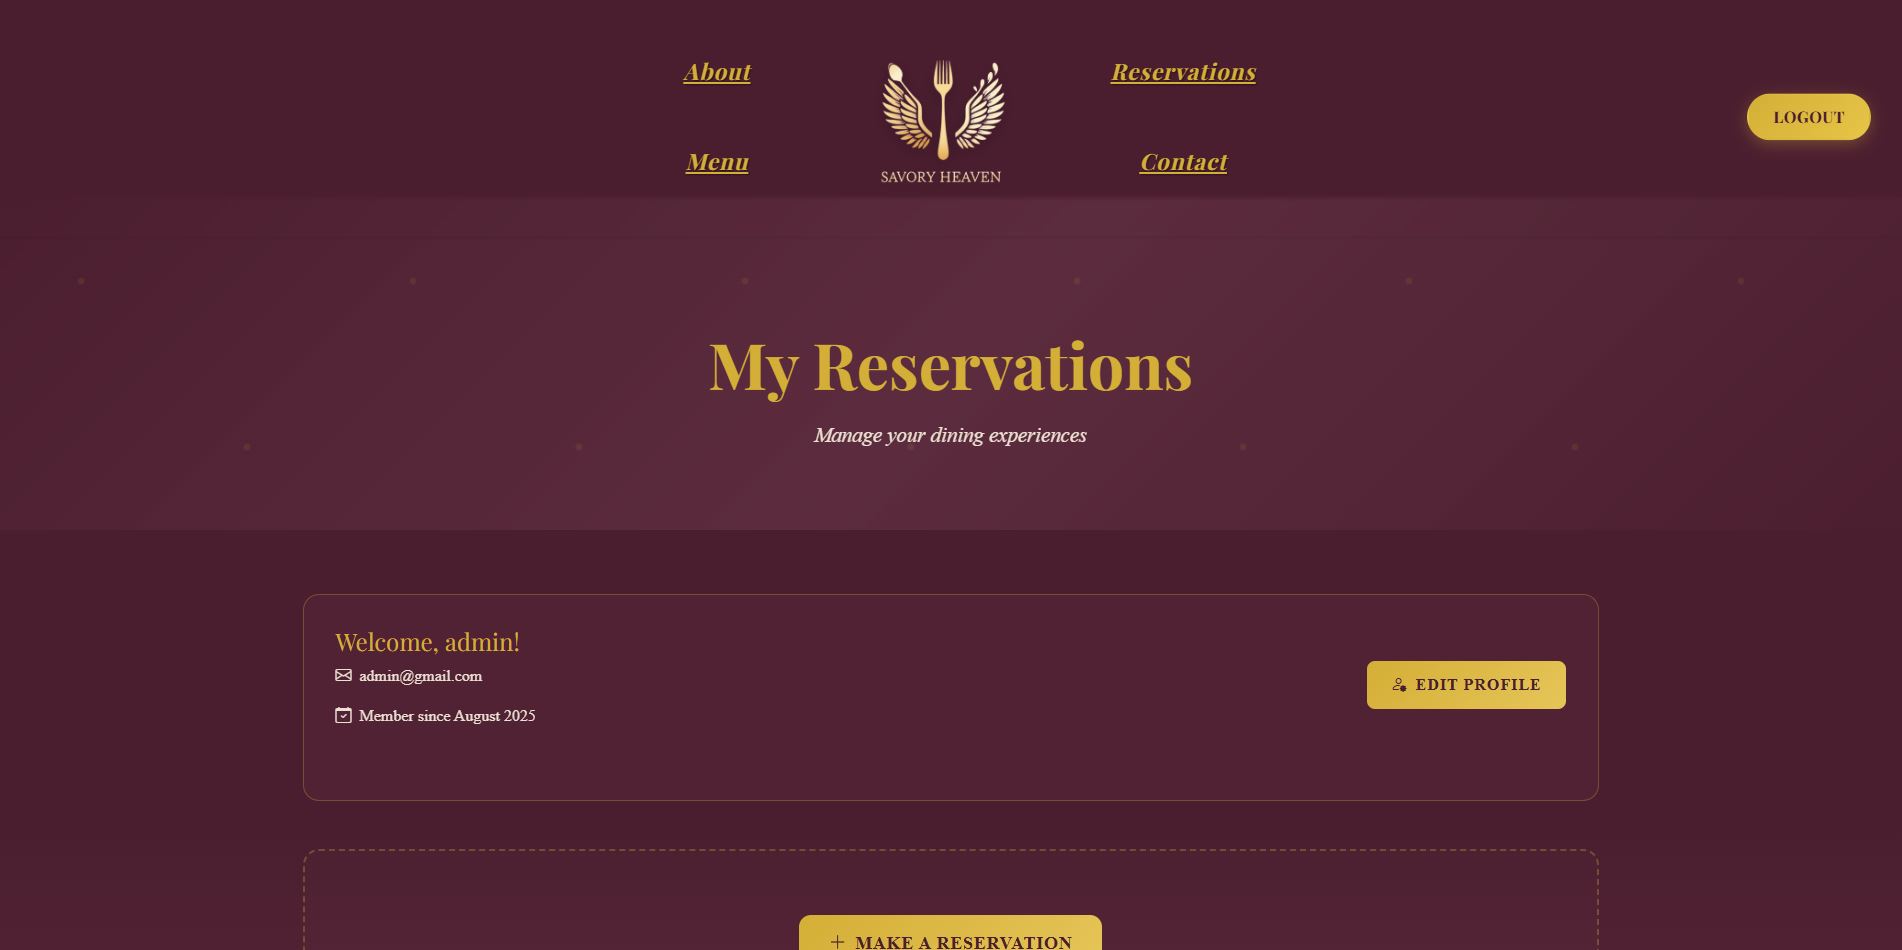 About
Reservations
LOGOUT
Menu
Contact
SAVORY HEAVEN
My Reservations
Manage your dining experiences
Welcome, admin!
admin@gmail.com
EDIT PROFILE
Member since August 2025
+ MAKE A RESERVATION